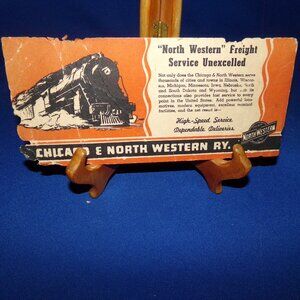 "North Western" Freight
Service Unexcelled
Not only does the Chicago & North Western serve
thousands of cities and towns in Illinois, Wiscon-
sin, Michigan, Minnesota, Iowa, Nebraska, North
and South Dakota and Wyoming, but its
connections also provides fast service to every
point in the United States. Add powerful loco-
motives, modern equipment, excellent terminal
facilities, and the net result is—
High-Speed Service
Dependable Deliveries.
NORTH WESTERN
CHICAGO & NORTH WESTERN RY.